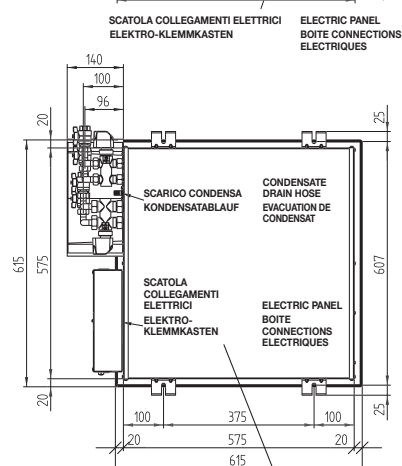 SCATOLA COLLEGAMENTI ELETTRICI
ELEKTRO-KLEMMKASTEN
ELECTRIC PANEL
BOITE CONNECTIONS
ELECTRIQUES
140
100
96
20
25
SCARICO CONDENSA
KONDENSATABLAUF
CONDENSATE
DRAIN HOSE
EVACUATION DE
CONDENSAT
615
575
607
SCATOLA
COLLEGAMENTI
ELETTRICI
ELEKTRO-
KLEMMKASTEN
ELECTRIC PANEL
BOITE
CONNECTIONS
ELECTRIQUES
20
25
100
375
100
20
575
20
615